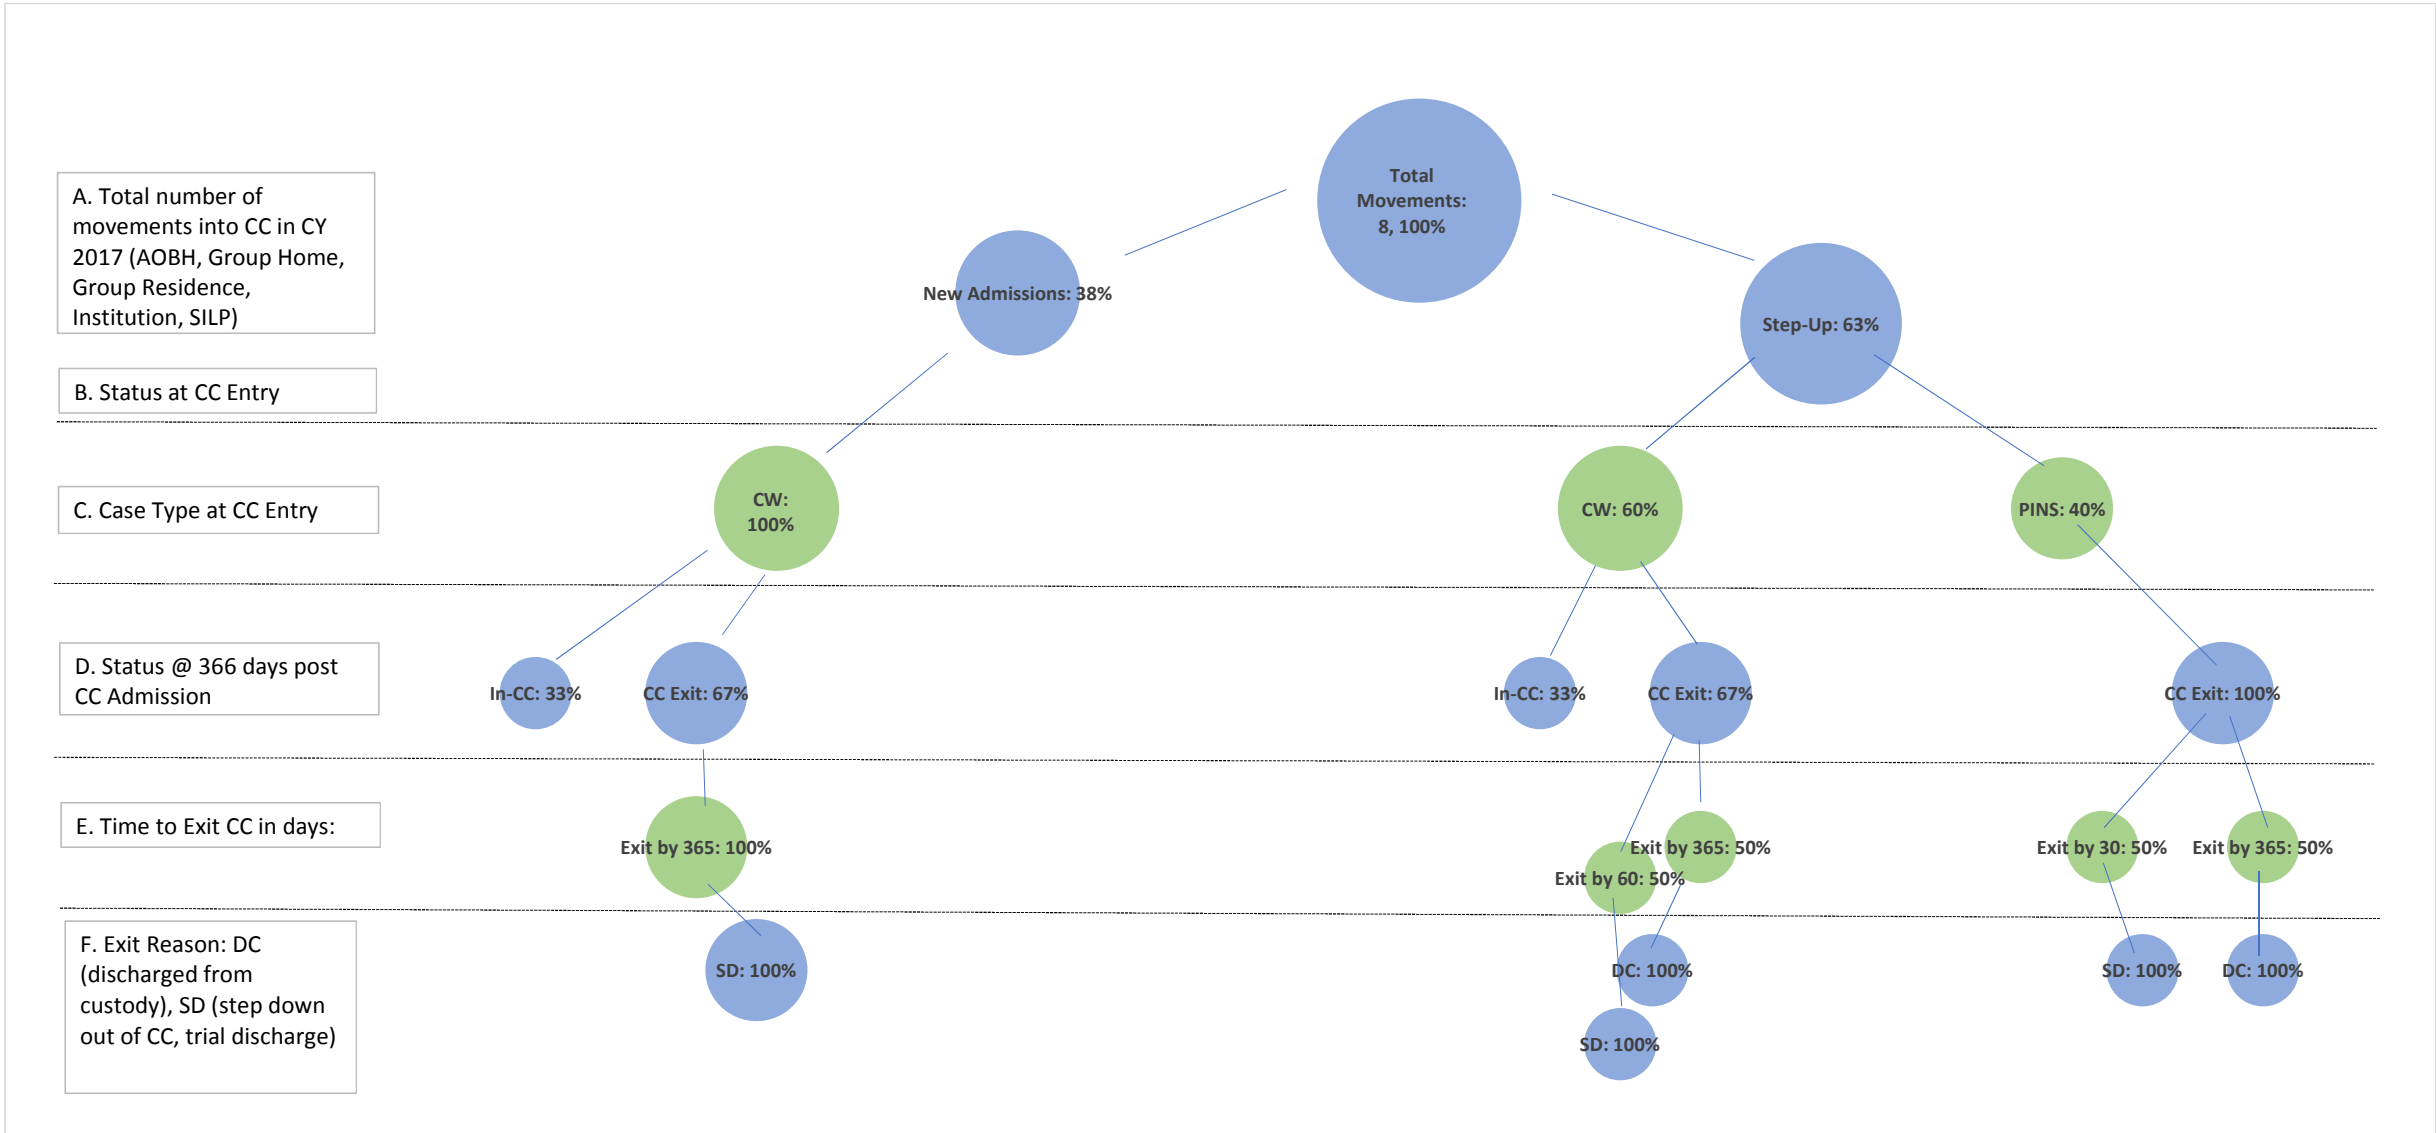 Total
Movements:
8, 100%
A. Total number of
movements into CC in CY
2017 (AOBH, Group Home,
Group Residence,
Institution, SILP)
New Admissions: 38%
Step-Up: 63%
B. Status at CC Entry
C. Case Type at CC Entry
CW:
100%
CW: 60%
PINS: 40%
D. Status @ 366 days post
CC Admission
In-CC: 33%
CC Exit: 67%
In-CC: 33%
CC Exit: 67%
CC Exit: 100%
E. Time to Exit CC in days:
Exit by 365: 100%
Exit by 365: 50%
Exit by 60: 50%
Exit by 30: 50%
Exit by 365: 50%
F. Exit Reason: DC
(discharged from
custody), SD (step down
out of CC, trial discharge)
SD: 100%
DC: 100%
SD: 100%
SD: 100%
DC: 100%